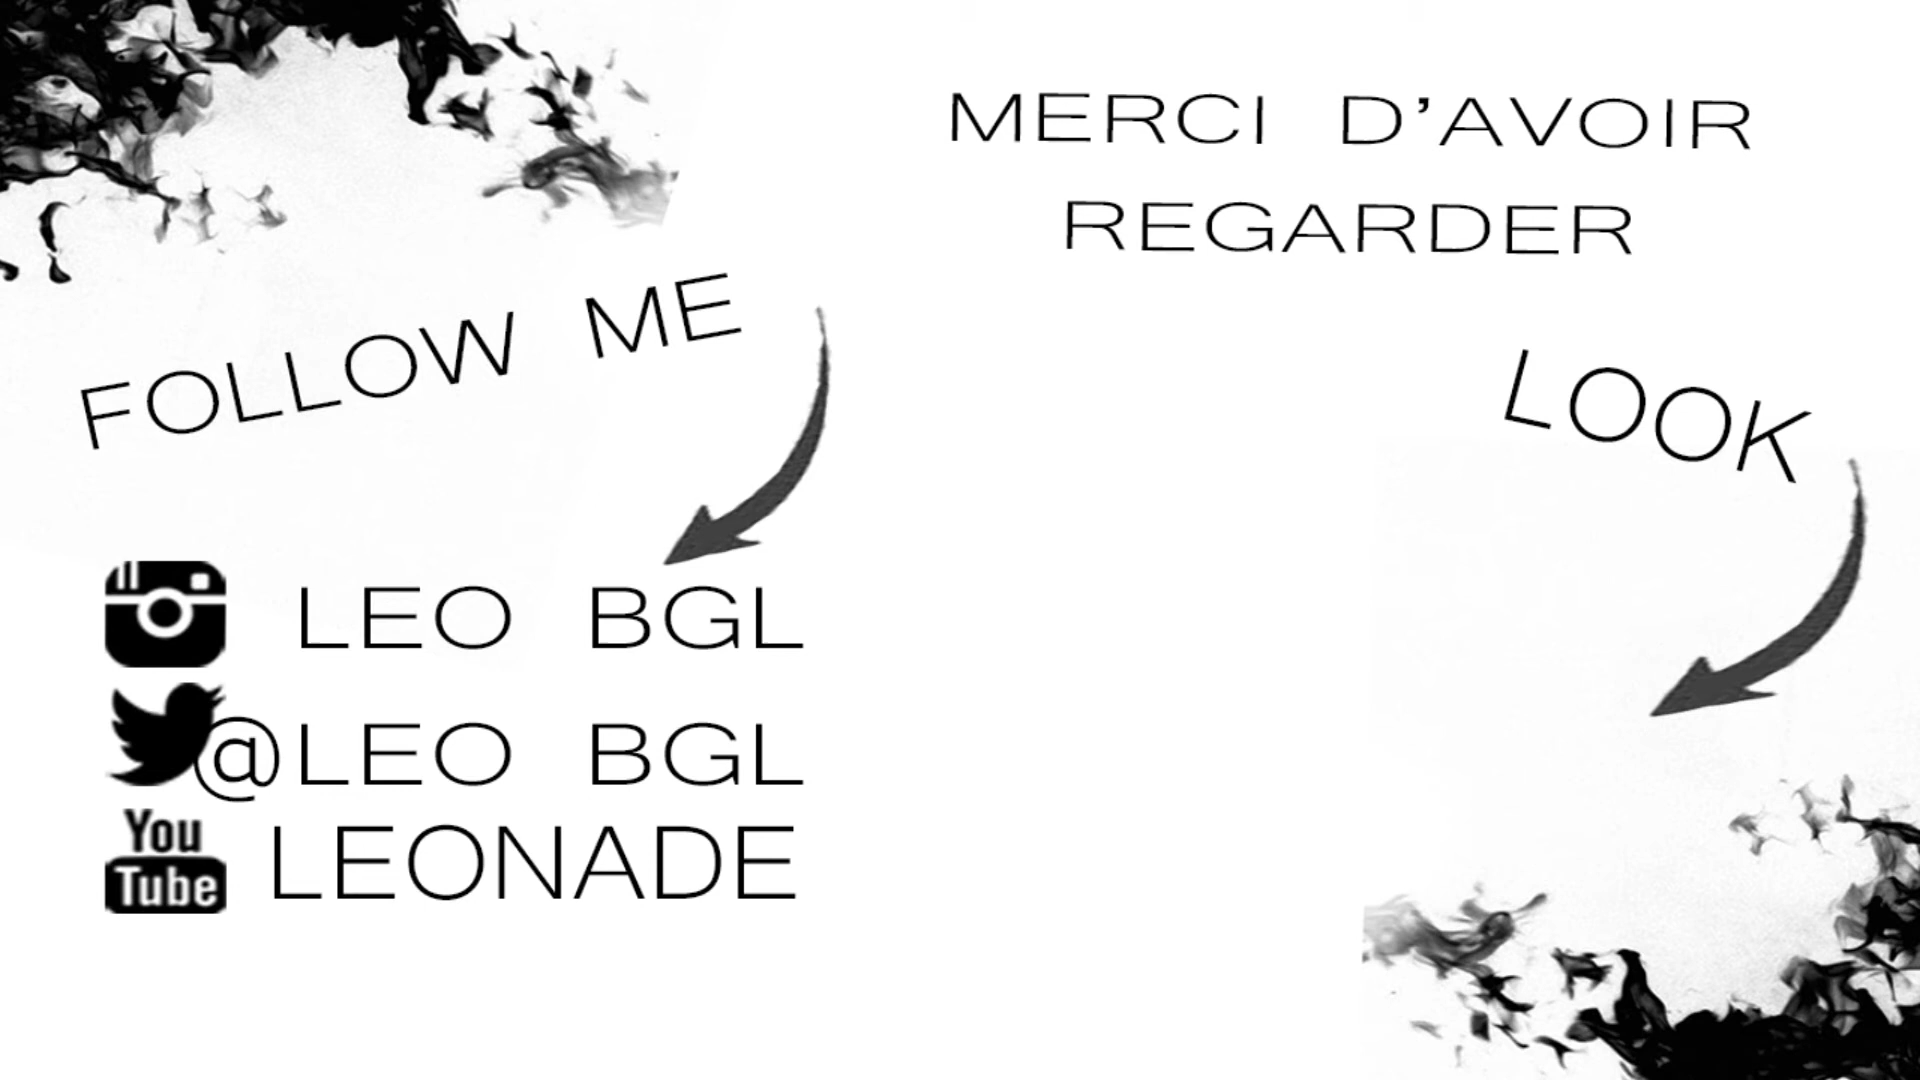 MERCI D'AVOIR
REGARDER
FOLLOW ME
LOOK
LEO BGL
@LEO BGL
You
Tube
LEONADE